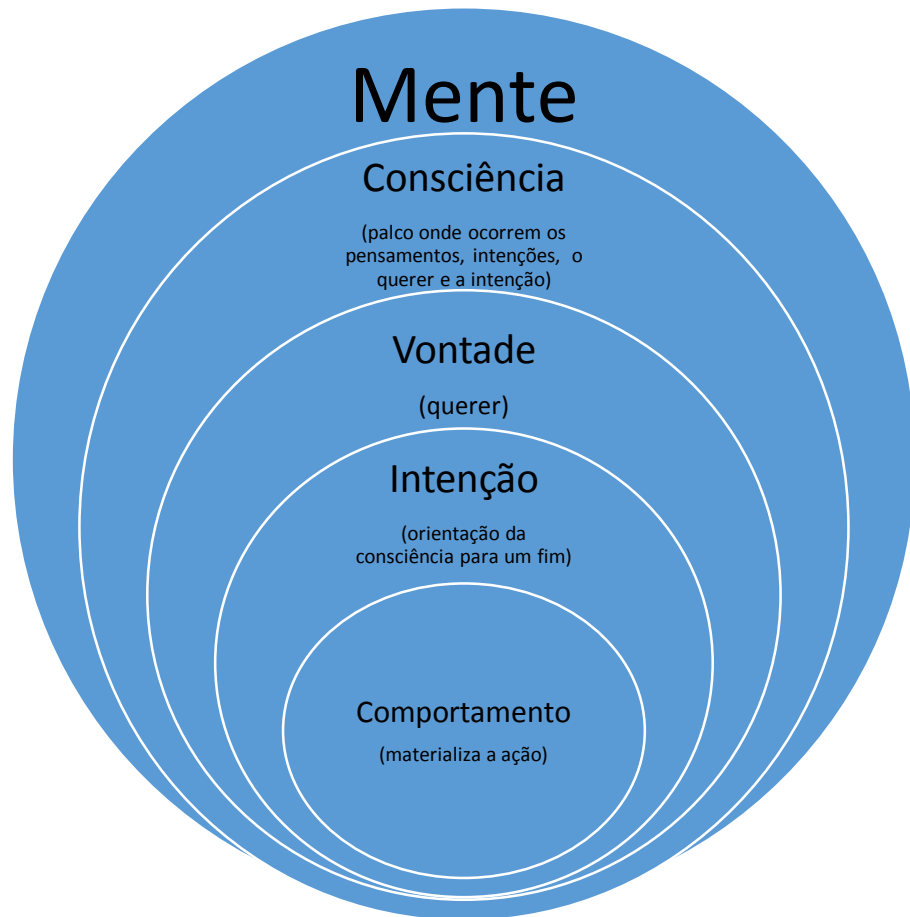 Mente
Consciência
(palco onde ocorrem os
pensamentos, intenções, o
querer e a intenção)
Vontade
(querer)
Intenção
(orientação da
consciência para um fim)
Comportamento
(materializa a ação)